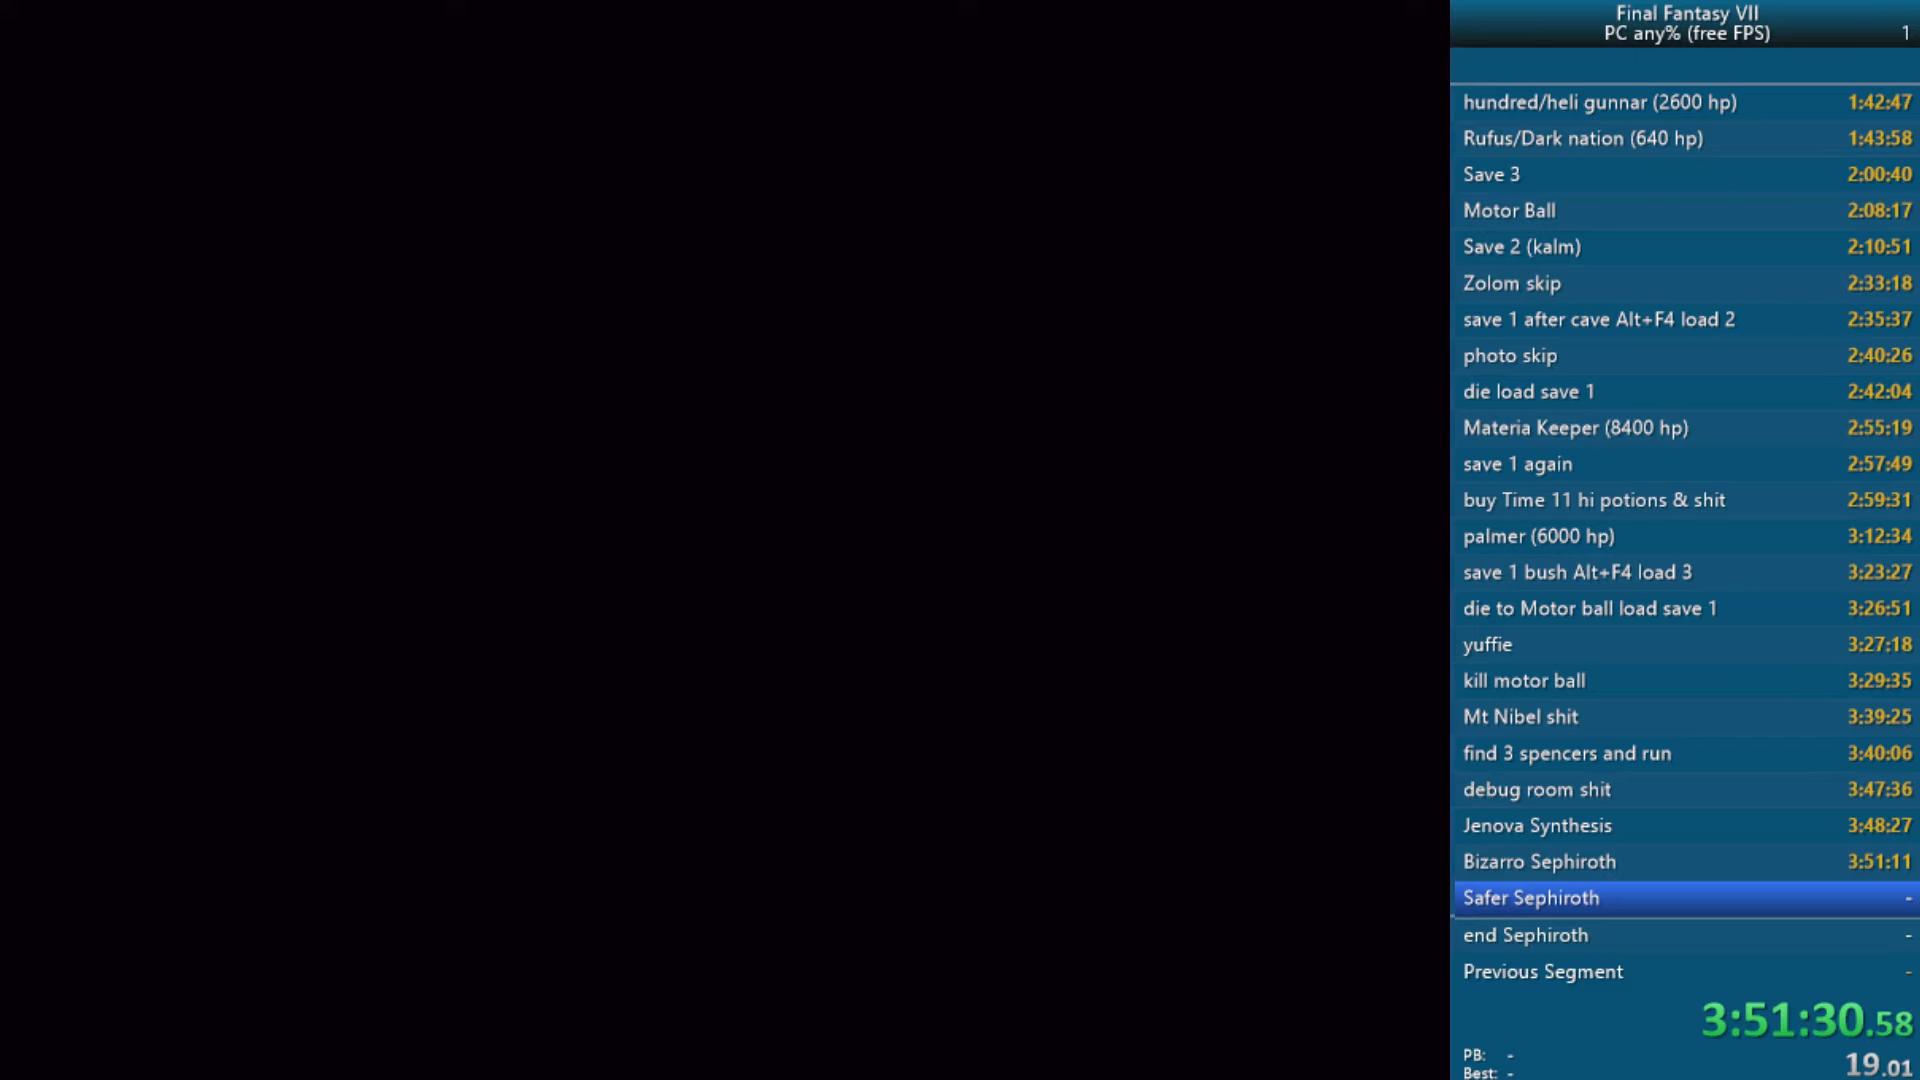 Final Fantasy VII
PC any% (free FPS) 1
hundred/heli gunnar (2600 hp) 1:42:47
Rufus/Dark nation (640 hp) 1:43:58
Save 3 2:00:40
Motor Ball 2:08:17
Save 2 (kalm) 2:10:51
Zolom skip 2:33:18
save 1 after cave Alt+F4 load 2 2:35:37
photo skip 2:40:26
die load save 1 2:42:04
Materia Keeper (8400 hp) 2:55:19
save 1 again 2:57:49
buy Time 11 hi potions & shit 2:59:31
palmer (6000 hp) 3:12:34
save 1 bush Alt+F4 load 3 3:23:27
die to Motor ball load save 1 3:26:51
yuffie 3:27:18
kill motor ball 3:29:35
Mt Nibel shit 3:39:25
find 3 spencers and run 3:40:06
debug room shit 3:47:36
Jenova Synthesis 3:48:27
Bizarro Sephiroth 3:51:11
Safer Sephiroth -
end Sephiroth -
Previous Segment -
3:51:30.58
PB: -
Best: - 19.01